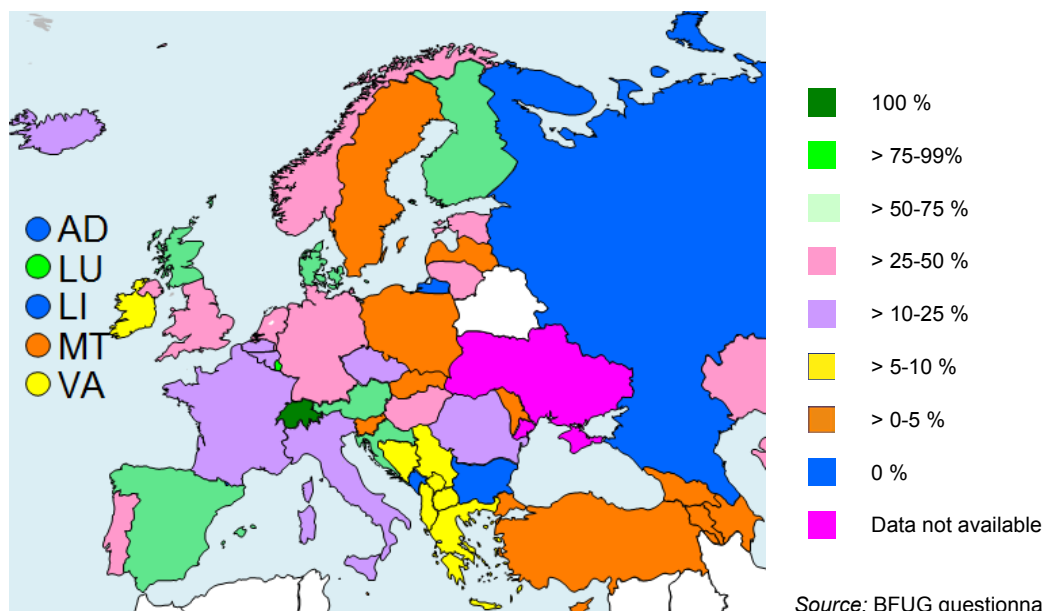 AD
LU
LI
MT
VA
100 %
> 75-99%
> 50-75 %
> 25-50 %
> 10-25 %
> 5-10 %
> 0-5 %
0 %
Data not available
Source: BFUG questionna